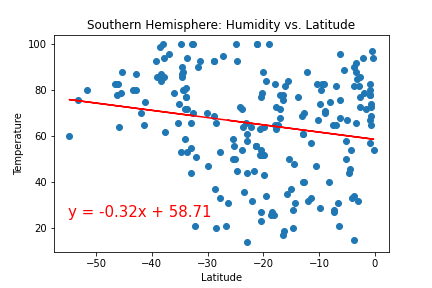 Southern Hemisphere: Humidity vs. Latitude
100
80
60
40
20
Temperature
y = -0.32x + 58.71
−50
−40
−30
−20
−10
0
Latitude